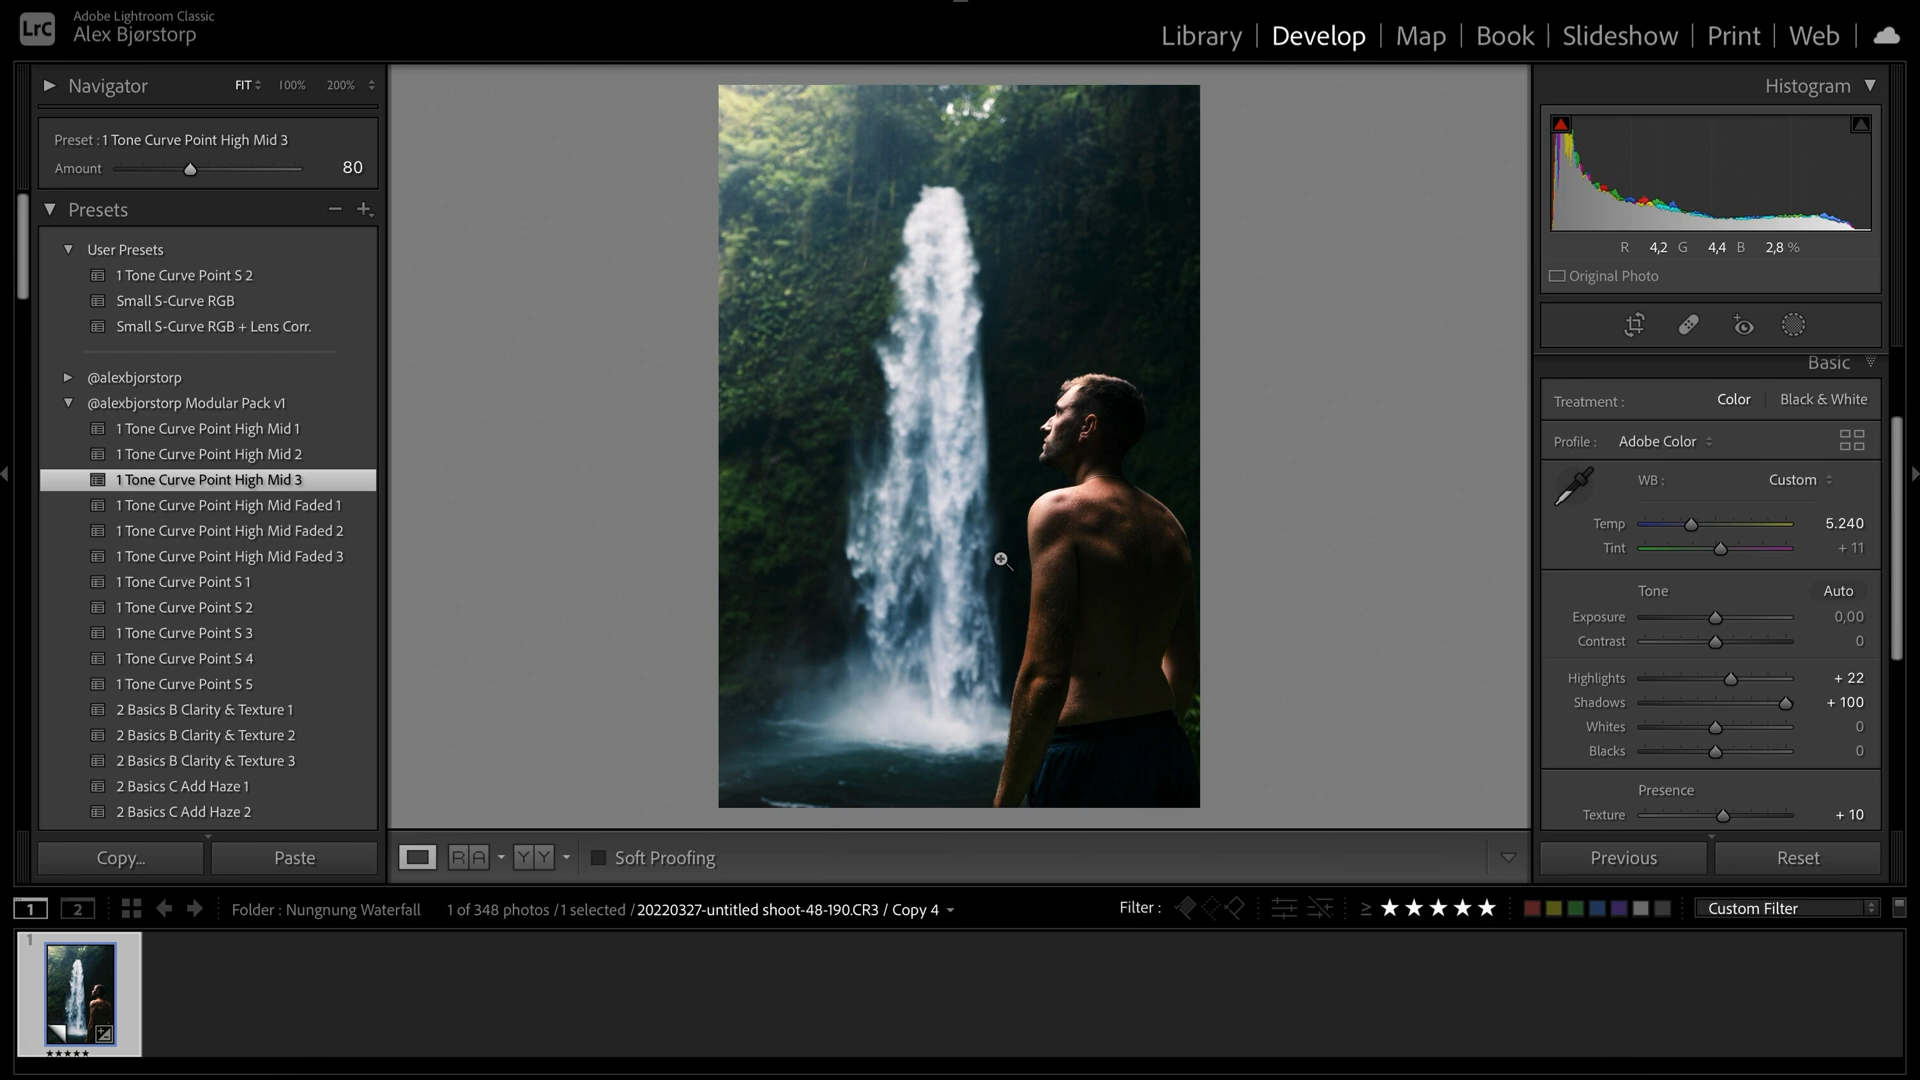 LrC
Adobe Lightroom Classic
Alex Bjørstorp
Library | Develop | Map | Book | Slideshow | Print | Web
Navigator FIT 100% 200%
Preset : 1 Tone Curve Point High Mid 3
Amount 80
Presets
User Presets
1 Tone Curve Point S 2
Small S-Curve RGB
Small S-Curve RGB + Lens Corr.
@alexbjorstorp
@alexbjorstorp Modular Pack v1
1 Tone Curve Point High Mid 1
1 Tone Curve Point High Mid 2
1 Tone Curve Point High Mid 3
1 Tone Curve Point High Mid Faded 1
1 Tone Curve Point High Mid Faded 2
1 Tone Curve Point High Mid Faded 3
1 Tone Curve Point S 1
1 Tone Curve Point S 2
1 Tone Curve Point S 3
1 Tone Curve Point S 4
1 Tone Curve Point S 5
2 Basics B Clarity & Texture 1
2 Basics B Clarity & Texture 2
2 Basics B Clarity & Texture 3
2 Basics C Add Haze 1
2 Basics C Add Haze 2
Copy... Paste
R A Y Y Soft Proofing
Histogram
R 4,2 G 4,4 B 2,8 %
Original Photo
Basic
Treatment : Color | Black & White
Profile : Adobe Color
WB : Custom
Temp 5.240
Tint + 11
Tone Auto
Exposure 0,00
Contrast 0
Highlights + 22
Shadows + 100
Whites 0
Blacks 0
Presence
Texture + 10
Previous Reset
1 2 Folder : Nungnung Waterfall 1 of 348 photos / 1 selected / 20220327-untitled shoot-48-190.CR3 / Copy 4 Filter : ≥ ★★★★★ Custom Filter
1
★★★★★